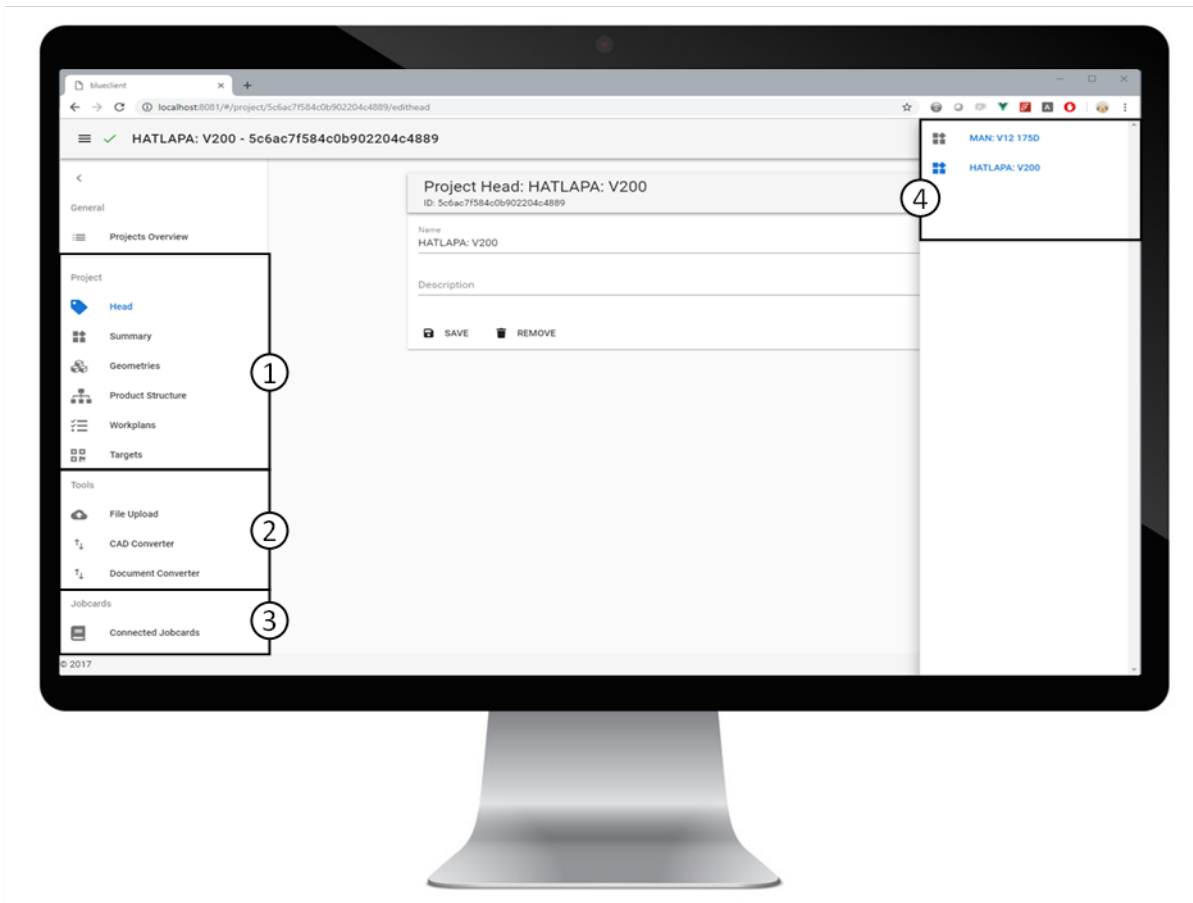 blueclient
localhost:8081/#/project/5c6ac7f584c0b902204c4889/edithead
HATLAPA: V200 - 5c6ac7f584c0b902204c4889
General
Projects Overview
Project
Head
Summary
Geometries
Product Structure
Workplans
Targets
1
Tools
File Upload
CAD Converter
Document Converter
2
Jobcards
Connected Jobcards
3
© 2017
Project Head: HATLAPA: V200
ID: 5c6ac7f584c0b902204c4889
Name
HATLAPA: V200
Description
SAVE REMOVE
MAN: V12 175D
HATLAPA: V200
4